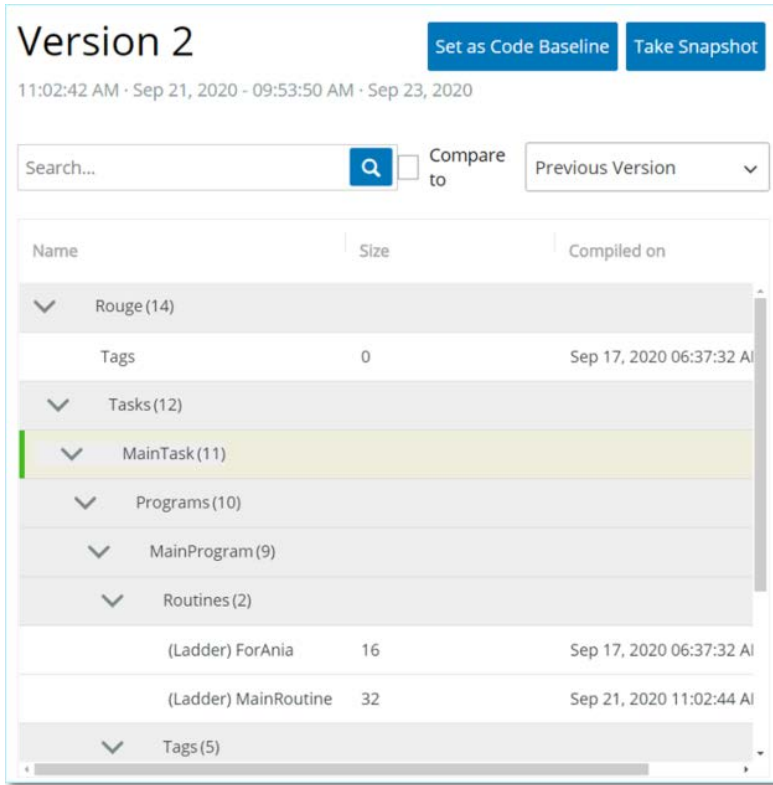 Version 2
Set as Code Baseline
Take Snapshot
11:02:42 AM · Sep 21, 2020 - 09:53:50 AM · Sep 23, 2020
Search...
Compare to
Previous Version
Name Size Compiled on
Rouge (14)
Tags 0 Sep 17, 2020 06:37:32
Tasks (12)
MainTask (11)
Programs (10)
MainProgram (9)
Routines (2)
(Ladder) ForAnia 16 Sep 17, 2020 06:37:32
(Ladder) MainRoutine 32 Sep 21, 2020 11:02:44
Tags (5)